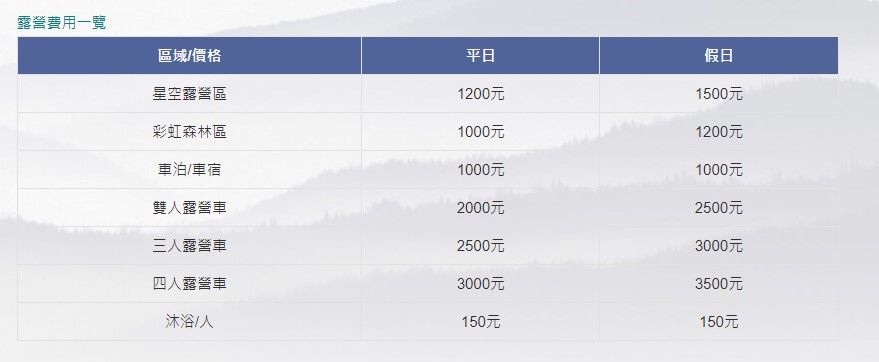 露營費用一覽
區域/價格 平日 假日
星空露營區 1200元 1500元
彩虹森林區 1000元 1200元
車泊/車宿 1000元 1000元
雙人露營車 2000元 2500元
三人露營車 2500元 3000元
四人露營車 3000元 3500元
沐浴/人 150元 150元